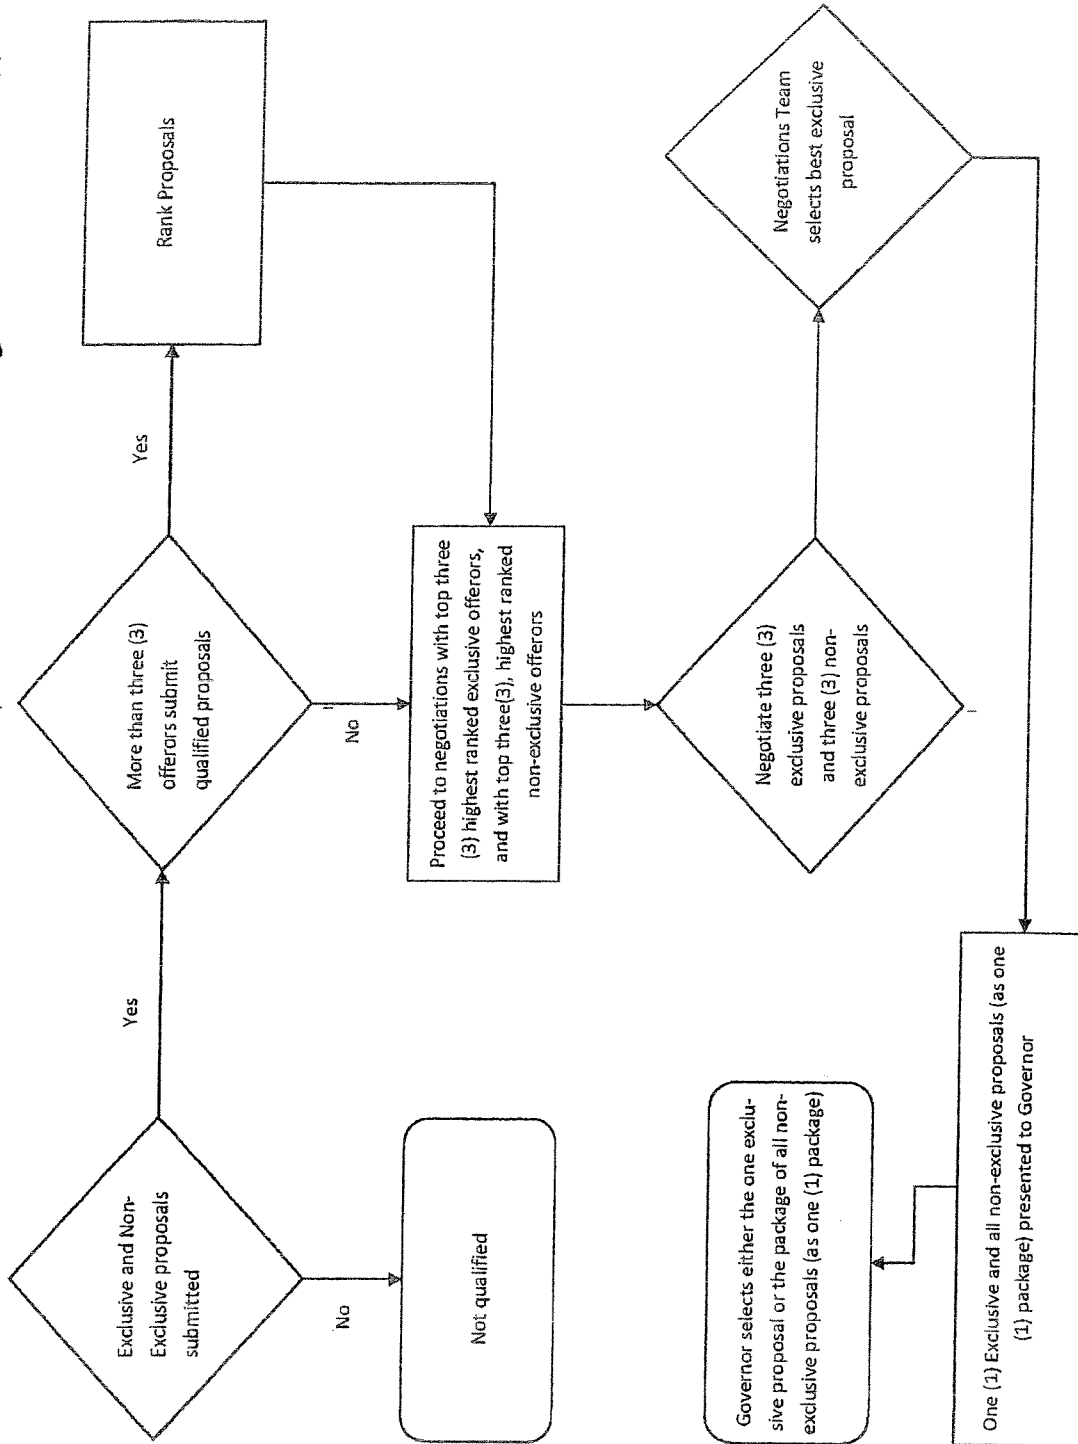 Exclusive and Non-
Exclusive proposals
submitted
Yes
No
Not qualified
More than three (3)
offerors submit
qualified proposals
Yes
No
Rank Proposals
Proceed to negotiations with top three
(3) highest ranked exclusive offerors,
and with top three(3), highest ranked
non-exclusive offerors
Negotiate three (3)
exclusive proposals
and three (3) non-
exclusive proposals
Negotiations Team
selects best exclusive
proposal
One (1) Exclusive and all non-exclusive proposals (as one
(1) package) presented to Governor
Governor selects either the one exclu-
sive proposal or the package of all non-
exclusive proposals (as one (1) package)